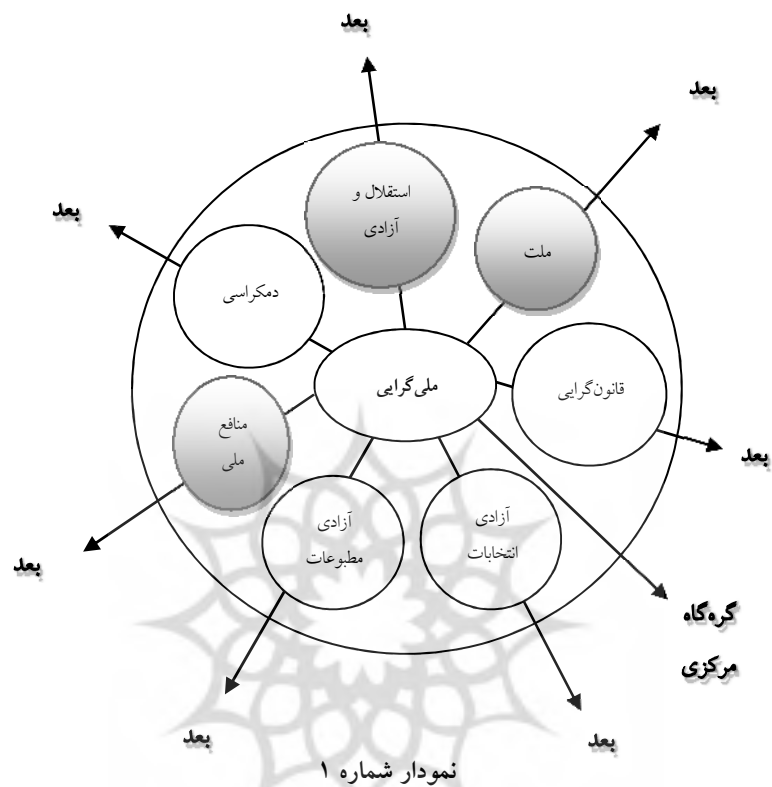 بعد
بعد
استقلال و
آزادی
ملت
بعد
دمکراسی
ملی‌گرایی
قانون‌گرایی
منافع
ملی
بعد
آزادی
انتخابات
آزادی
مطبوعات
بعد
گره‌گاه
مرکزی
بعد
بعد
نمودار شماره ۱